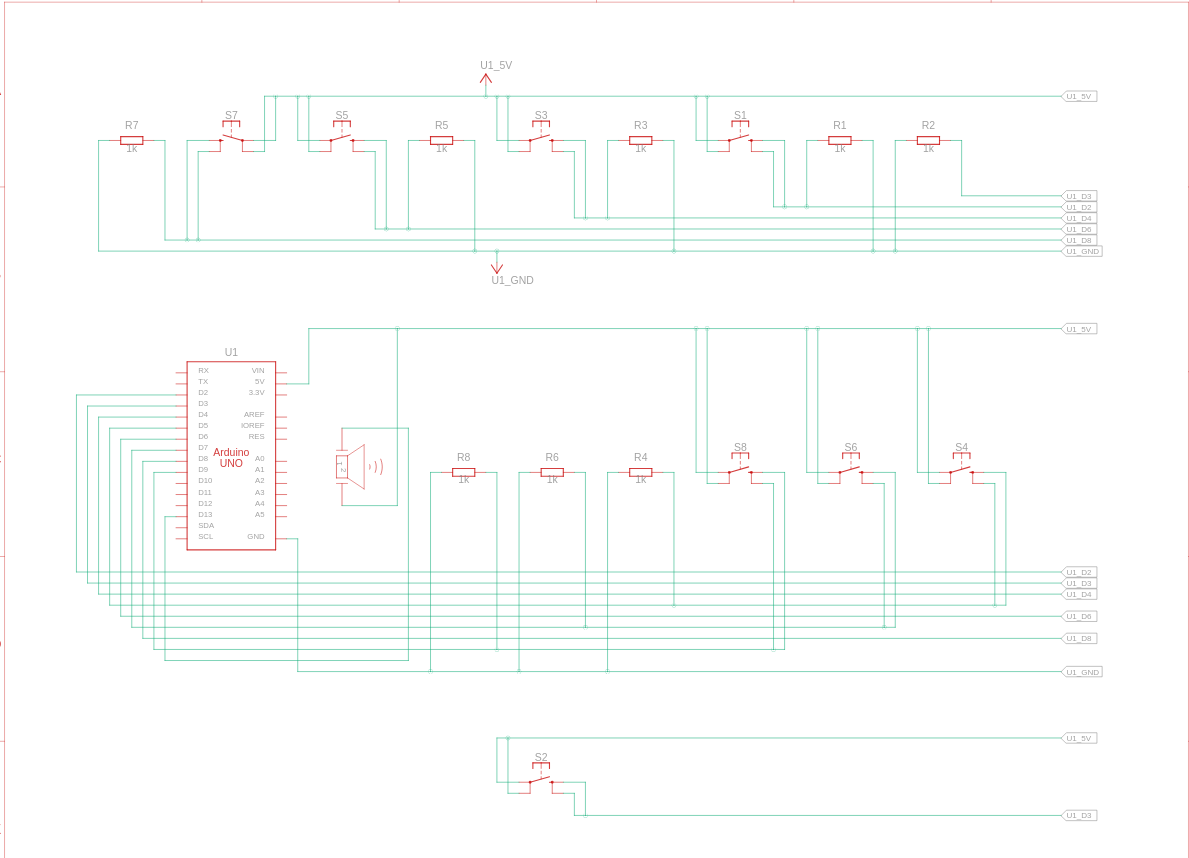 U1_5V
U1_5V
R7
S7
S5
R5
S3
R3
S1
R1
R2
1k
1k
1k
1k
1k
U1_D3
U1_D2
U1_D4
U1_D6
U1_D8
U1_GND
U1_GND
U1_5V
U1
RX
VIN
TX
5V
D2
3.3V
D3
D4
AREF
D5
IOREF
D6
RES
D7
Arduino
UNO
D8
A0
D9
A1
D10
A2
D11
A3
D12
A4
D13
A5
SDA
SCL
GND
1
2
R8
R6
R4
S8
S6
S4
1k
1k
1k
U1_D2
U1_D3
U1_D4
U1_D6
U1_D8
U1_GND
U1_5V
S2
U1_D3